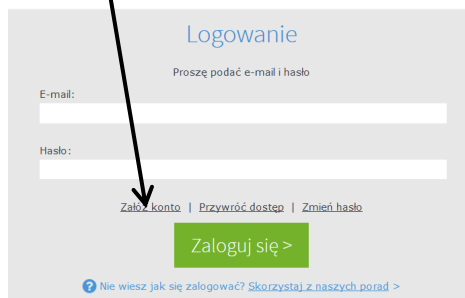 Logowanie
Proszę podać e-mail i hasło
E-mail:
Hasło:
Załóż konto | Przywróć dostęp | Zmień hasło
Zaloguj się >
? Nie wiesz jak się zalogować? Skorzystaj z naszych porad >